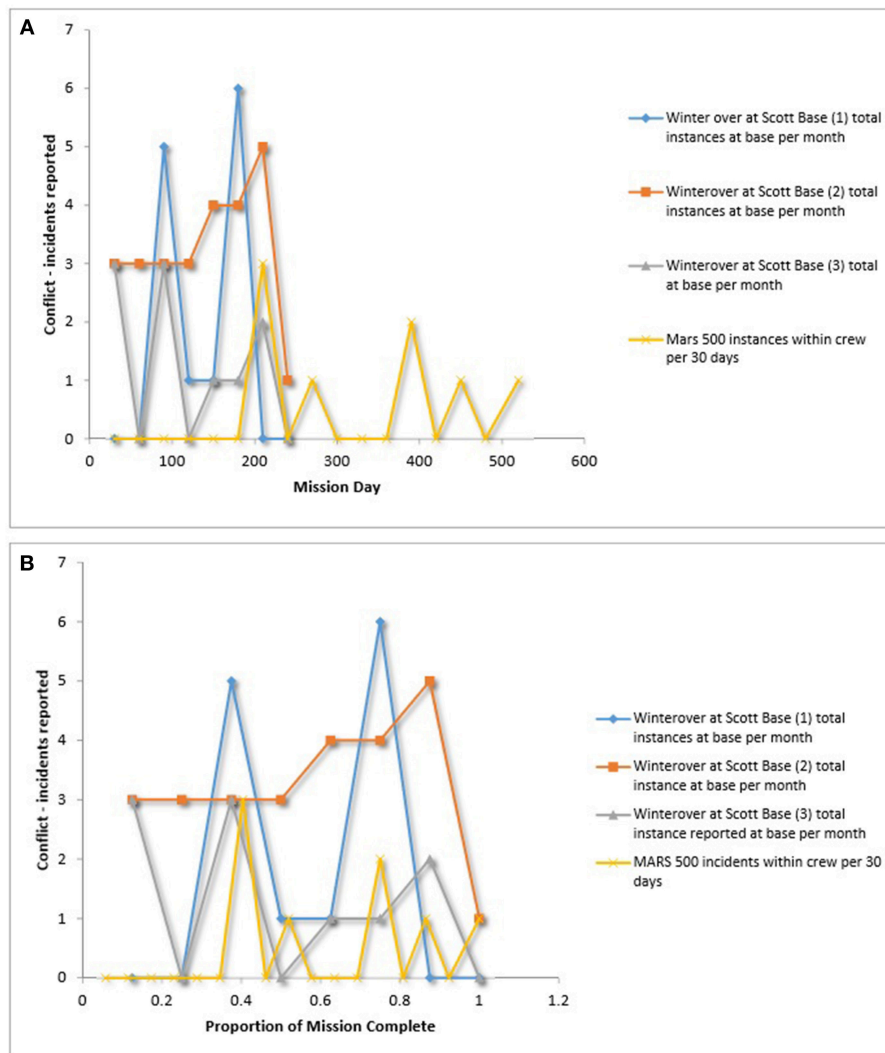 A
7
6
5
4
3
2
1
0
Conflict - incidents reported
0 100 200 300 400 500 600
Mission Day
Winter over at Scott Base (1) total
instances at base per month
Winterover at Scott Base (2) total
instances at base per month
Winterover at Scott Base (3) total
at base per month
Mars 500 instances within crew
per 30 days
B
7
6
5
4
3
2
1
0
Conflict - incidents reported
0 0.2 0.4 0.6 0.8 1 1.2
Proportion of Mission Complete
Winterover at Scott Base (1) total
instances at base per month
Winterover at Scott Base (2) total
instance at base per month
Winterover at Scott Base (3) total
instance reported at base per month
MARS 500 incidents within crew per 30
days